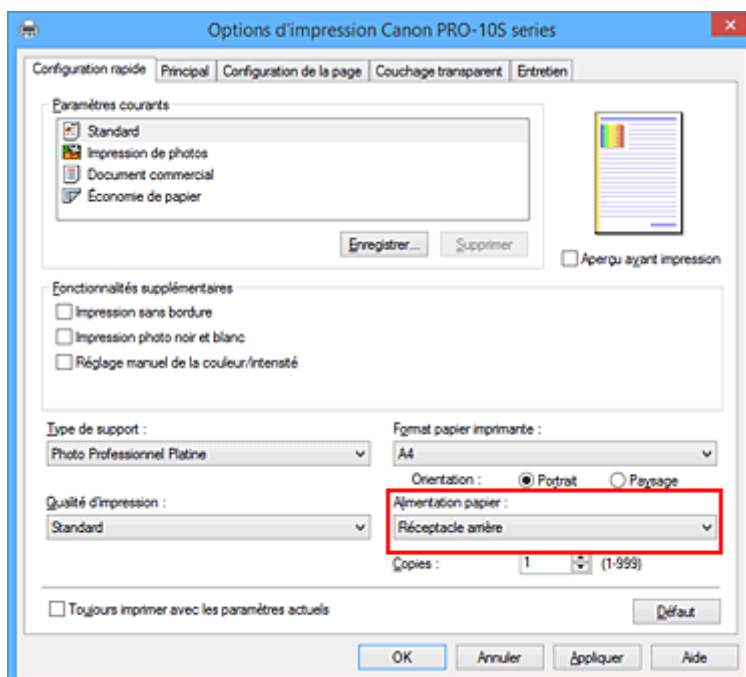 Options d'impression Canon PRO-10S series
Configuration rapide Principal Configuration de la page Couchage transparent Entretien
Paramètres courants
Standard
Impression de photos
Document commercial
Économie de papier
Enregistrer... Supprimer
Aperçu avant impression
Fonctionnalités supplémentaires
Impression sans bordure
Impression photo noir et blanc
Réglage manuel de la couleur/intensité
Type de support : Format papier imprimante :
Photo Professionnel Platine A4
Orientation : Portrait Paysage
Qualité d'impression : Alimentation papier :
Standard Réceptacle arrière
Copies : 1 (1-999)
Toujours imprimer avec les paramètres actuels Défaut
OK Annuler Appliquer Aide